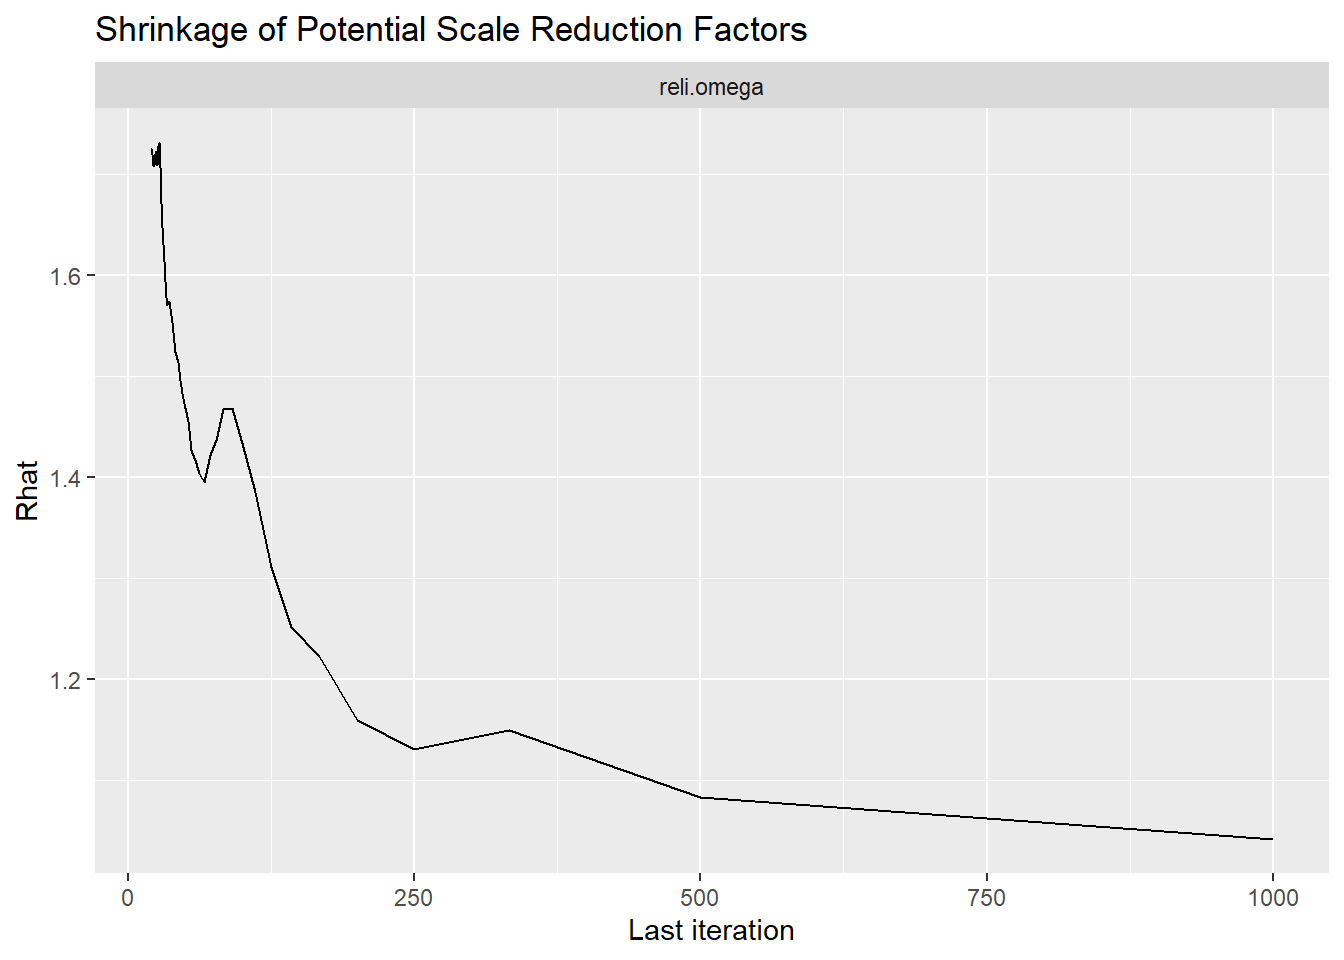 Shrinkage of Potential Scale Reduction Factors
reli.omega
Rhat
1.6
1.4
1.2
0 250 500 750 1000
Last iteration